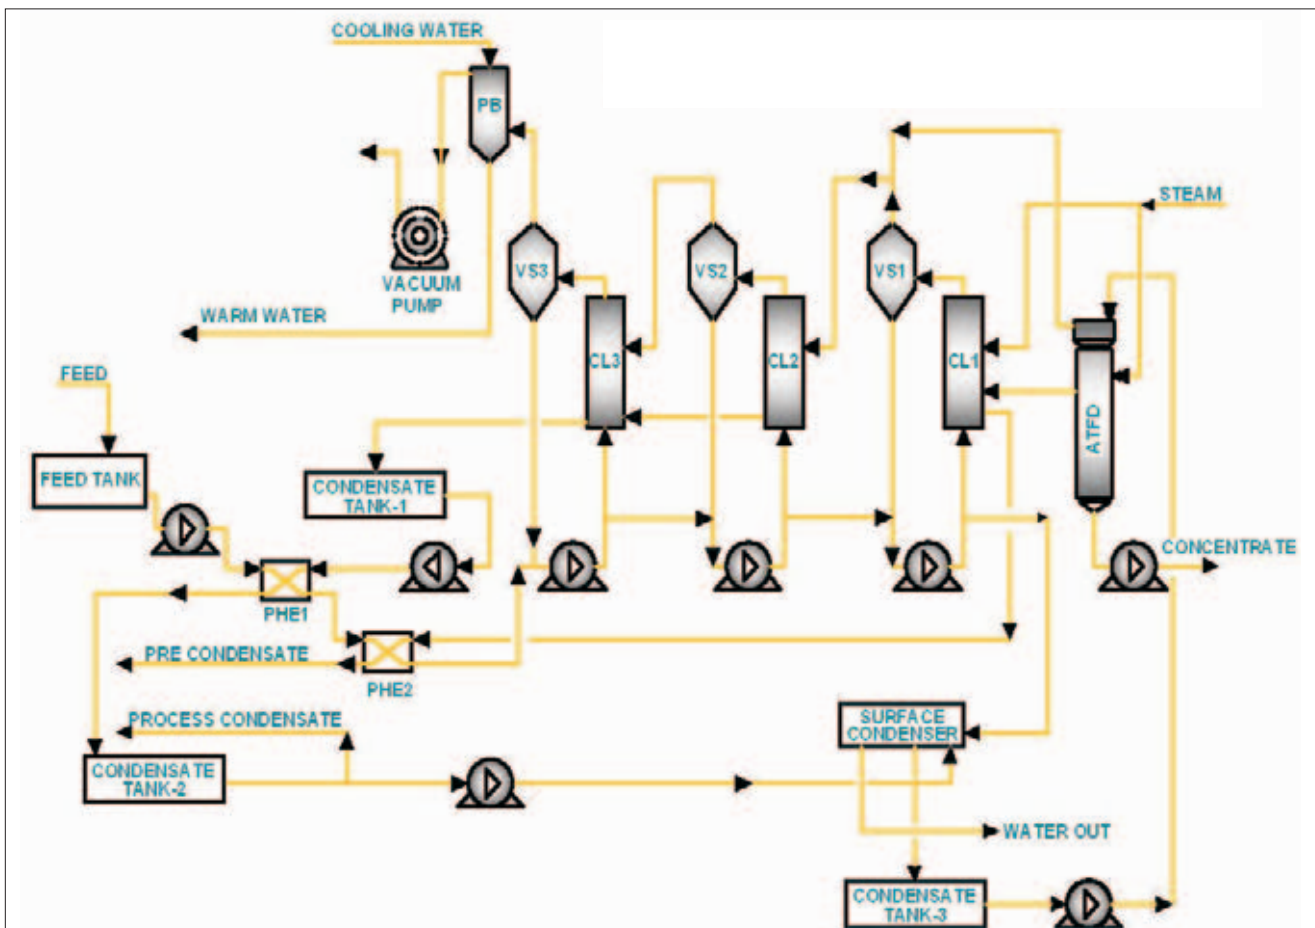 COOLING WATER
PB
STEAM
VS3
VS2
VS1
VACUUM
PUMP
WARM WATER
CL3
CL2
CL1
FEED
ATFD
FEED TANK
CONDENSATE
TANK-1
CONCENTRATE
PHE1
PRE CONDENSATE
PHE2
PROCESS CONDENSATE
SURFACE
CONDENSER
CONDENSATE
TANK-2
WATER OUT
CONDENSATE
TANK-3